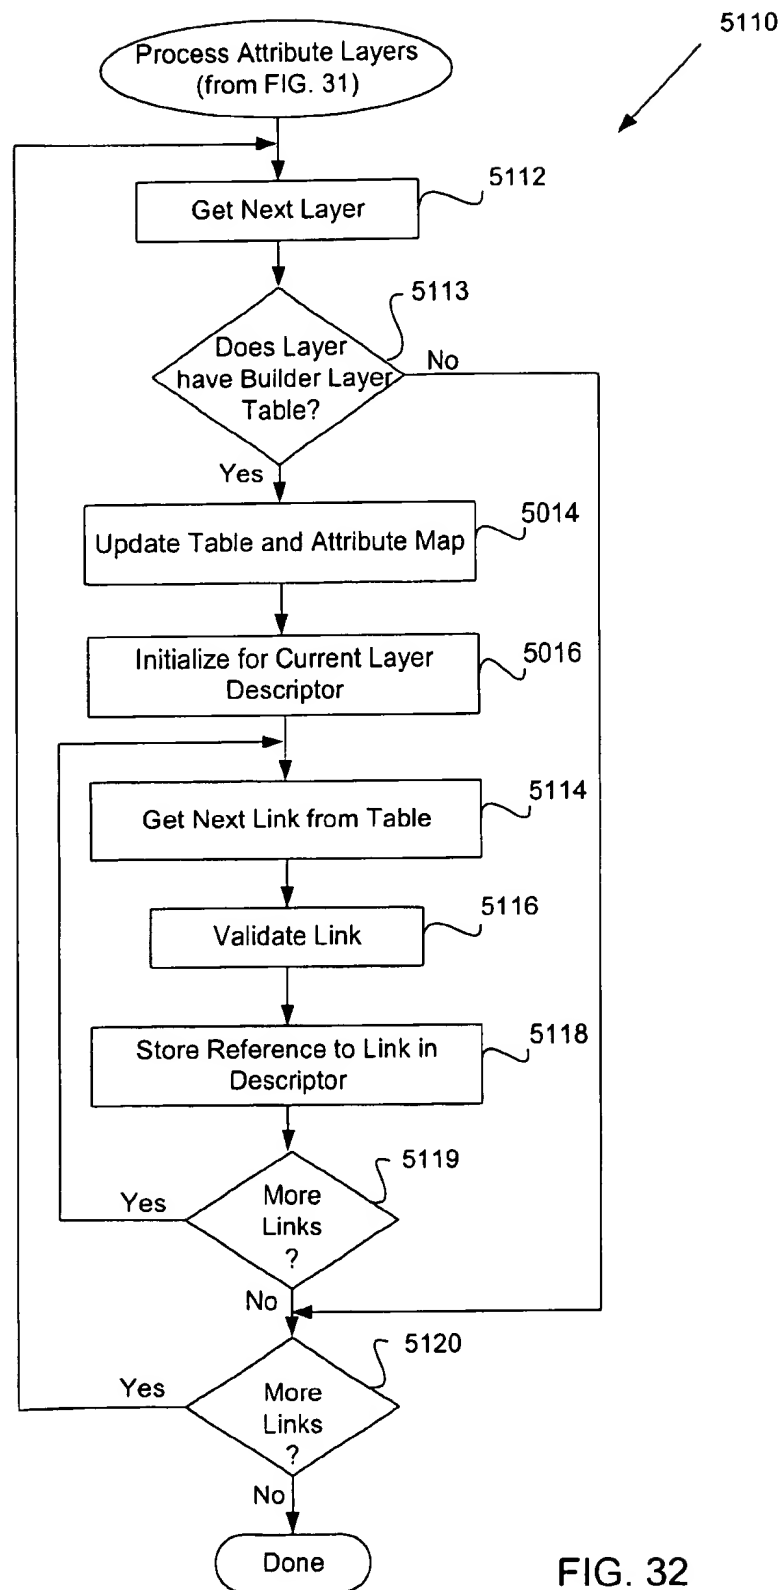 5110
Process Attribute Layers
(from FIG. 31)
Get Next Layer
5112
5113
Does Layer
have Builder Layer
Table?
No
Yes
Update Table and Attribute Map
5014
Initialize for Current Layer
Descriptor
5016
Get Next Link from Table
5114
Validate Link
5116
Store Reference to Link in
Descriptor
5118
5119
More
Links
?
Yes
No
5120
More
Links
?
Yes
No
Done
FIG. 32